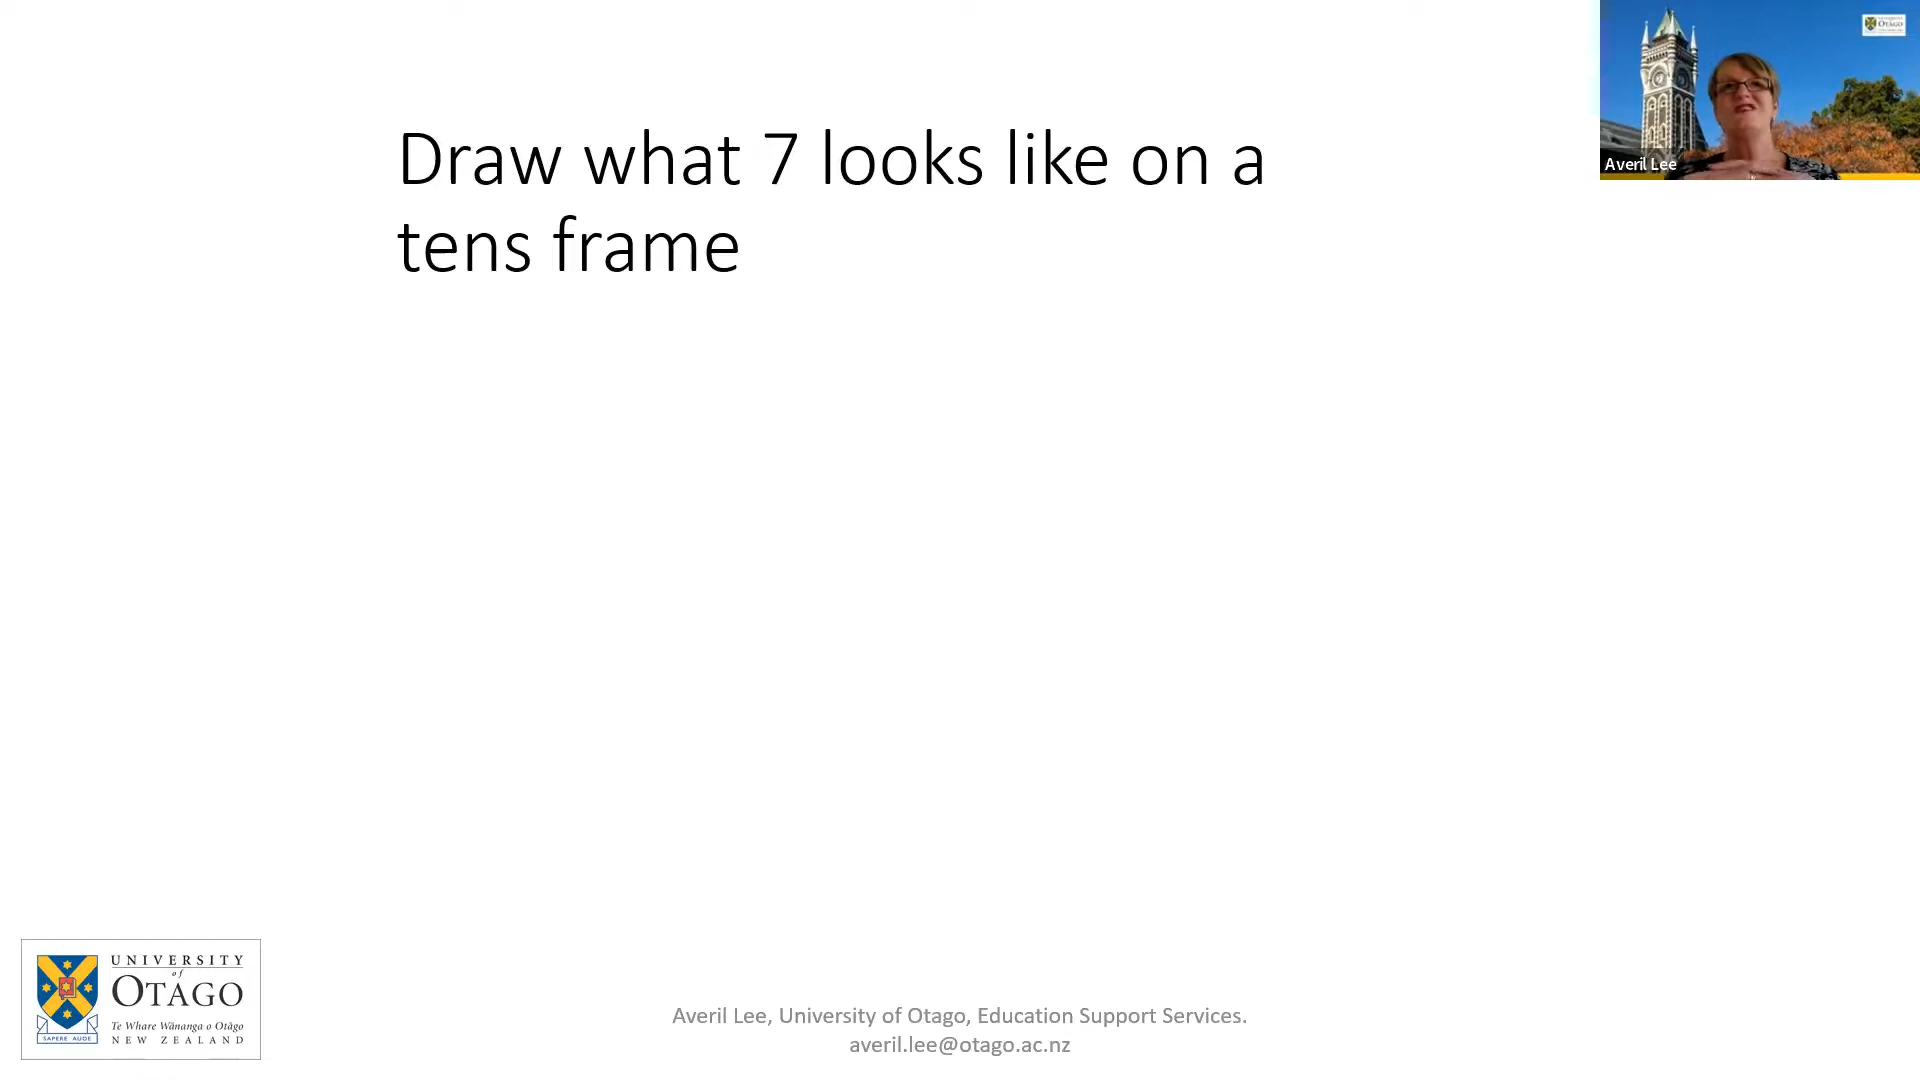 Draw what 7 looks like on a
tens frame
Averil Lee
OTAGO
UNIVERSITY
of
OTAGO
Te Whare Wānanga o Otāgo
NEW ZEALAND
SAPERE AUDE
Averil Lee, University of Otago, Education Support Services.
averil.lee@otago.ac.nz